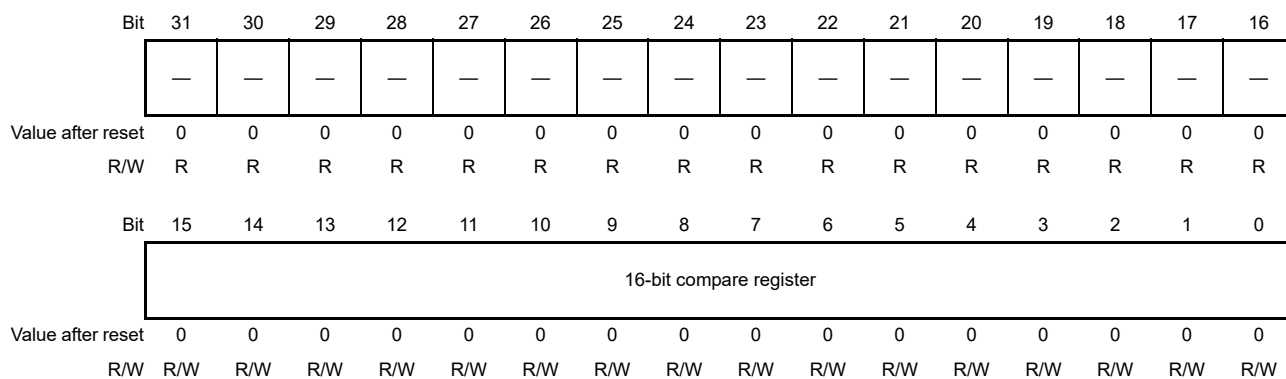 Bit 31 30 29 28 27 26 25 24 23 22 21 20 19 18 17 16
— — — — — — — — — — — — — — — —
Value after reset 0 0 0 0 0 0 0 0 0 0 0 0 0 0 0 0
R/W R R R R R R R R R R R R R R R R
Bit 15 14 13 12 11 10 9 8 7 6 5 4 3 2 1 0
16-bit compare register
Value after reset 0 0 0 0 0 0 0 0 0 0 0 0 0 0 0 0
R/W R/W R/W R/W R/W R/W R/W R/W R/W R/W R/W R/W R/W R/W R/W R/W R/W